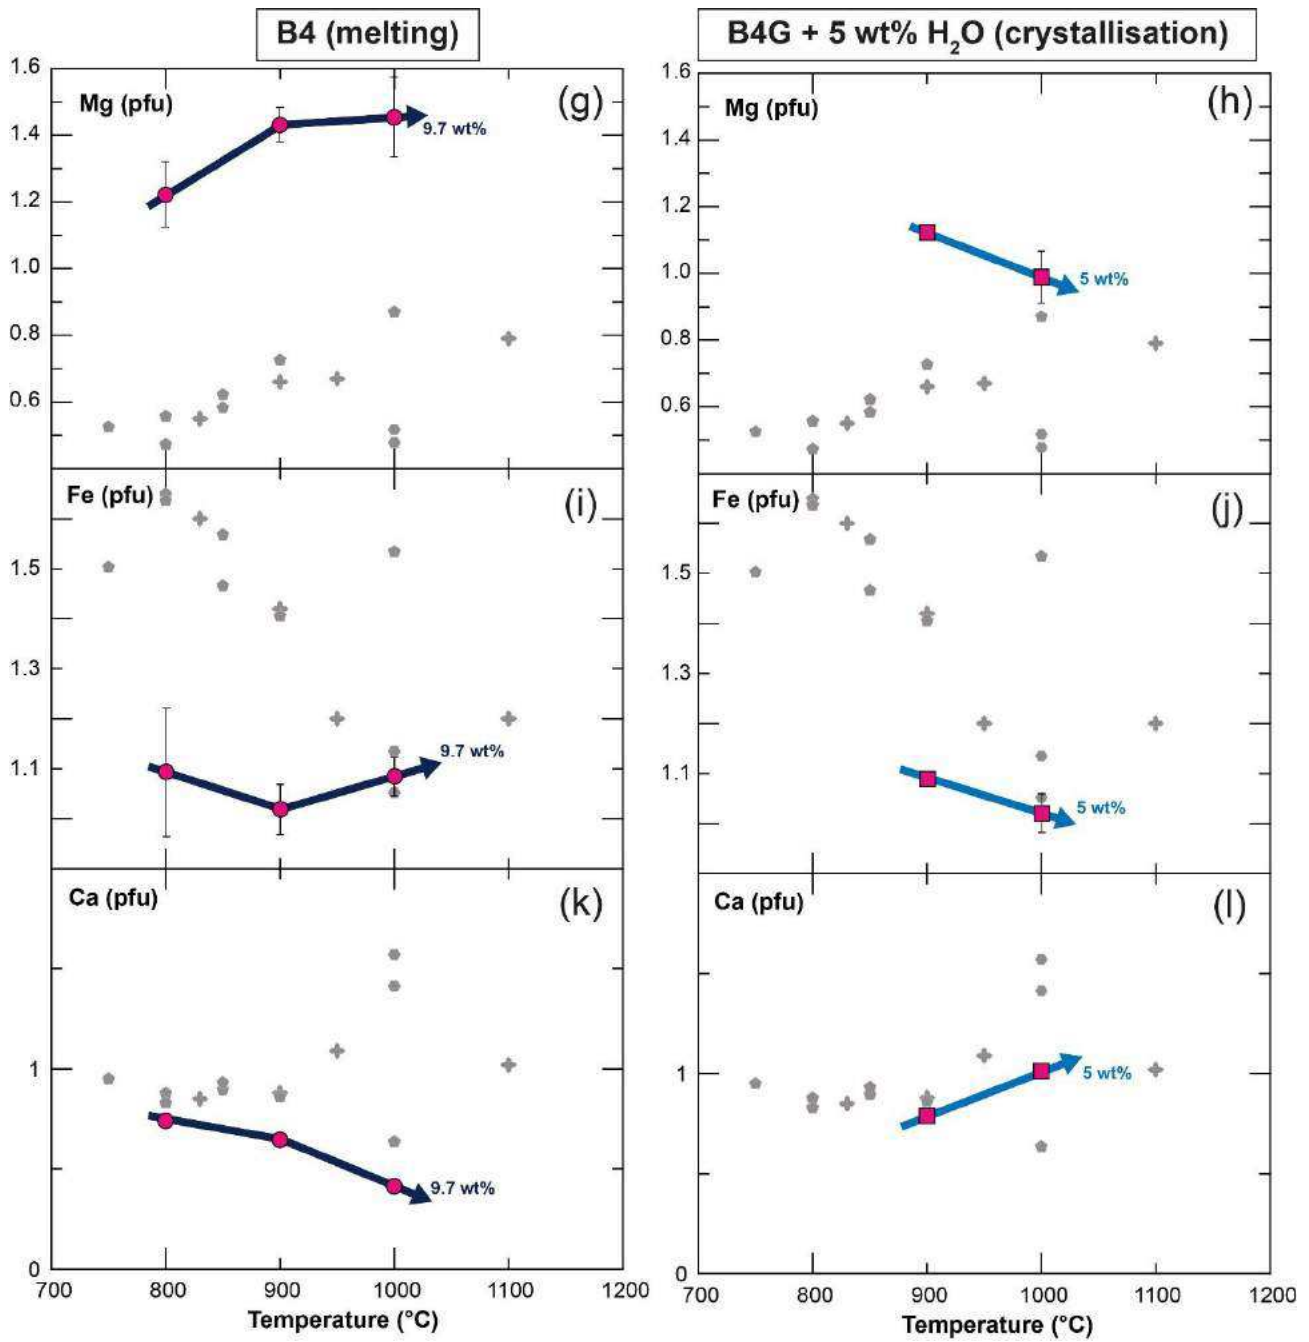 B4 (melting)
B4G + 5 wt% H₂O (crystallisation)
1.6
1.4
1.2
1.0
0.8
0.6
Mg (pfu)
(g)
9.7 wt%
1.6
1.4
1.2
1.0
0.8
0.6
Mg (pfu)
(h)
5 wt%
Fe (pfu)
(i)
1.5
1.3
1.1
9.7 wt%
Fe (pfu)
(j)
1.5
1.3
1.1
5 wt%
Ca (pfu)
(k)
1
0
9.7 wt%
Ca (pfu)
(l)
1
0
5 wt%
700 800 900 1000 1100 1200
Temperature (°C)
700 800 900 1000 1100 1200
Temperature (°C)